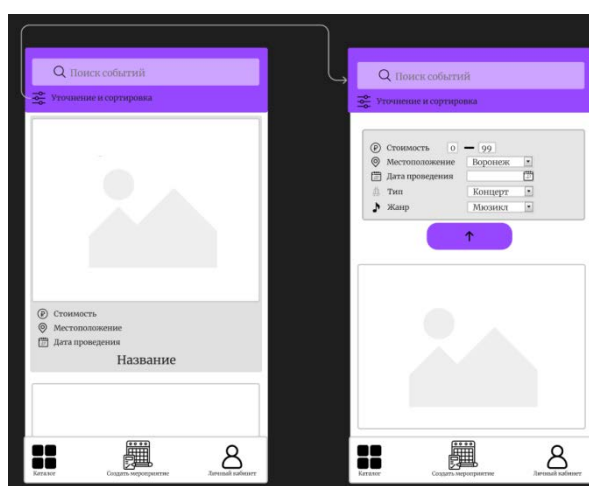 Поиск событий
Уточнение и сортировка
Стоимость
Местоположение
Дата проведения
Название
Каталог
Создать мероприятие
Личный кабинет
Поиск событий
Уточнение и сортировка
Стоимость 0 99
Местоположение Воронеж
Дата проведения
Тип Концерт
Жанр Мюзикл
Каталог
Создать мероприятие
Личный кабинет